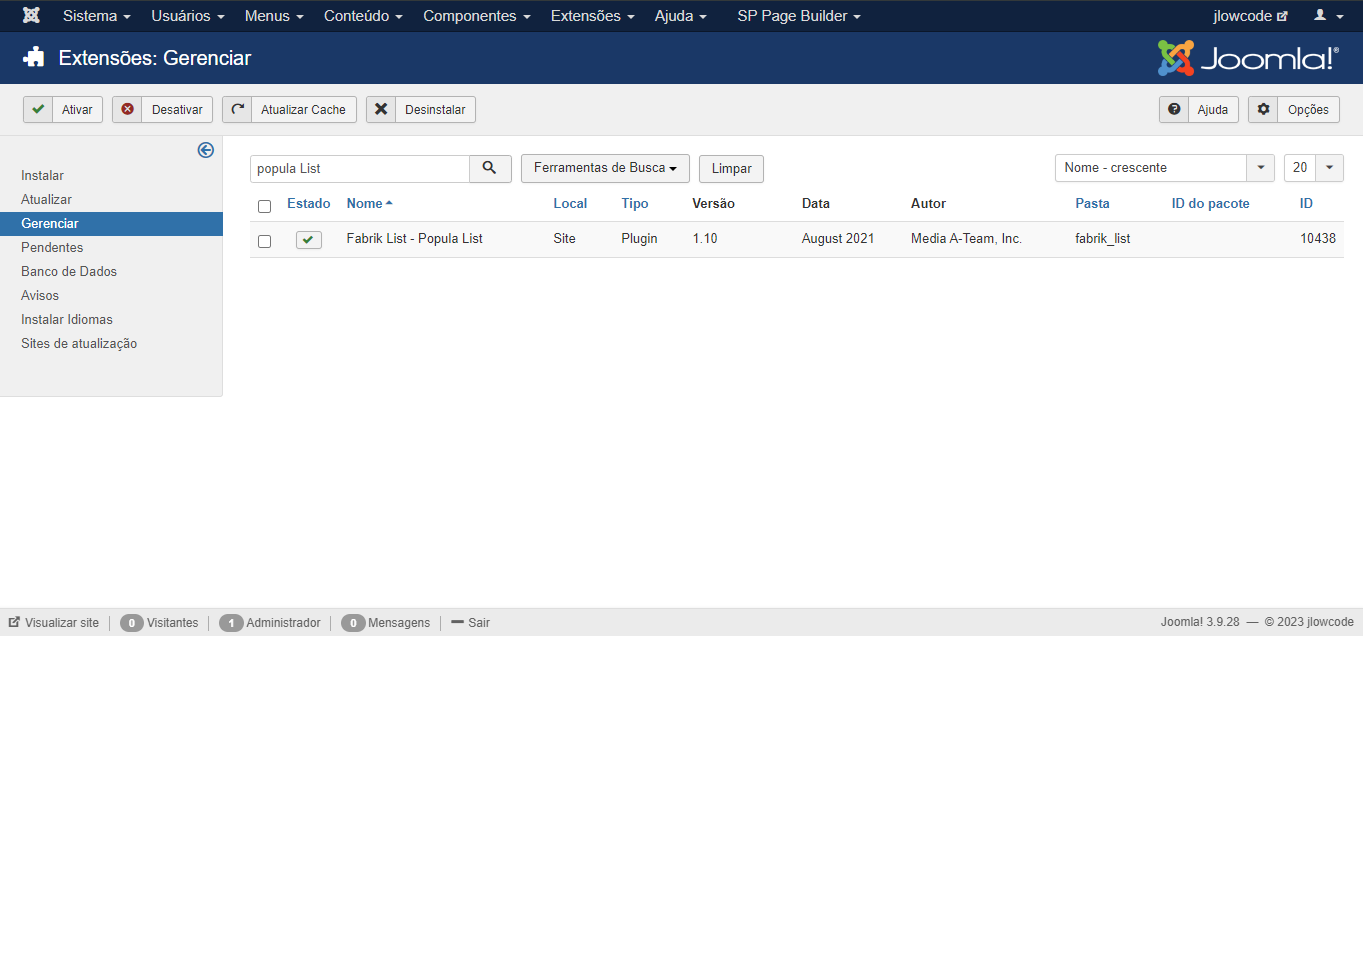 Sistema Usuários Menus Conteúdo Componentes Extensões Ajuda SP Page Builder jlowcode
Extensões: Gerenciar Joomla!®
Ativar Desativar Atualizar Cache Desinstalar Ajuda Opções
Instalar
Atualizar
Gerenciar
Pendentes
Banco de Dados
Avisos
Instalar Idiomas
Sites de atualização
popula List Ferramentas de Busca Limpar Nome - crescente 20
Estado Nome Local Tipo Versão Data Autor Pasta ID do pacote ID
Fabrik List - Popula List Site Plugin 1.10 August 2021 Media A-Team, Inc. fabrik_list 10438
Visualizar site 0 Visitantes 1 Administrador 0 Mensagens Sair Joomla! 3.9.28 — © 2023 jlowcode